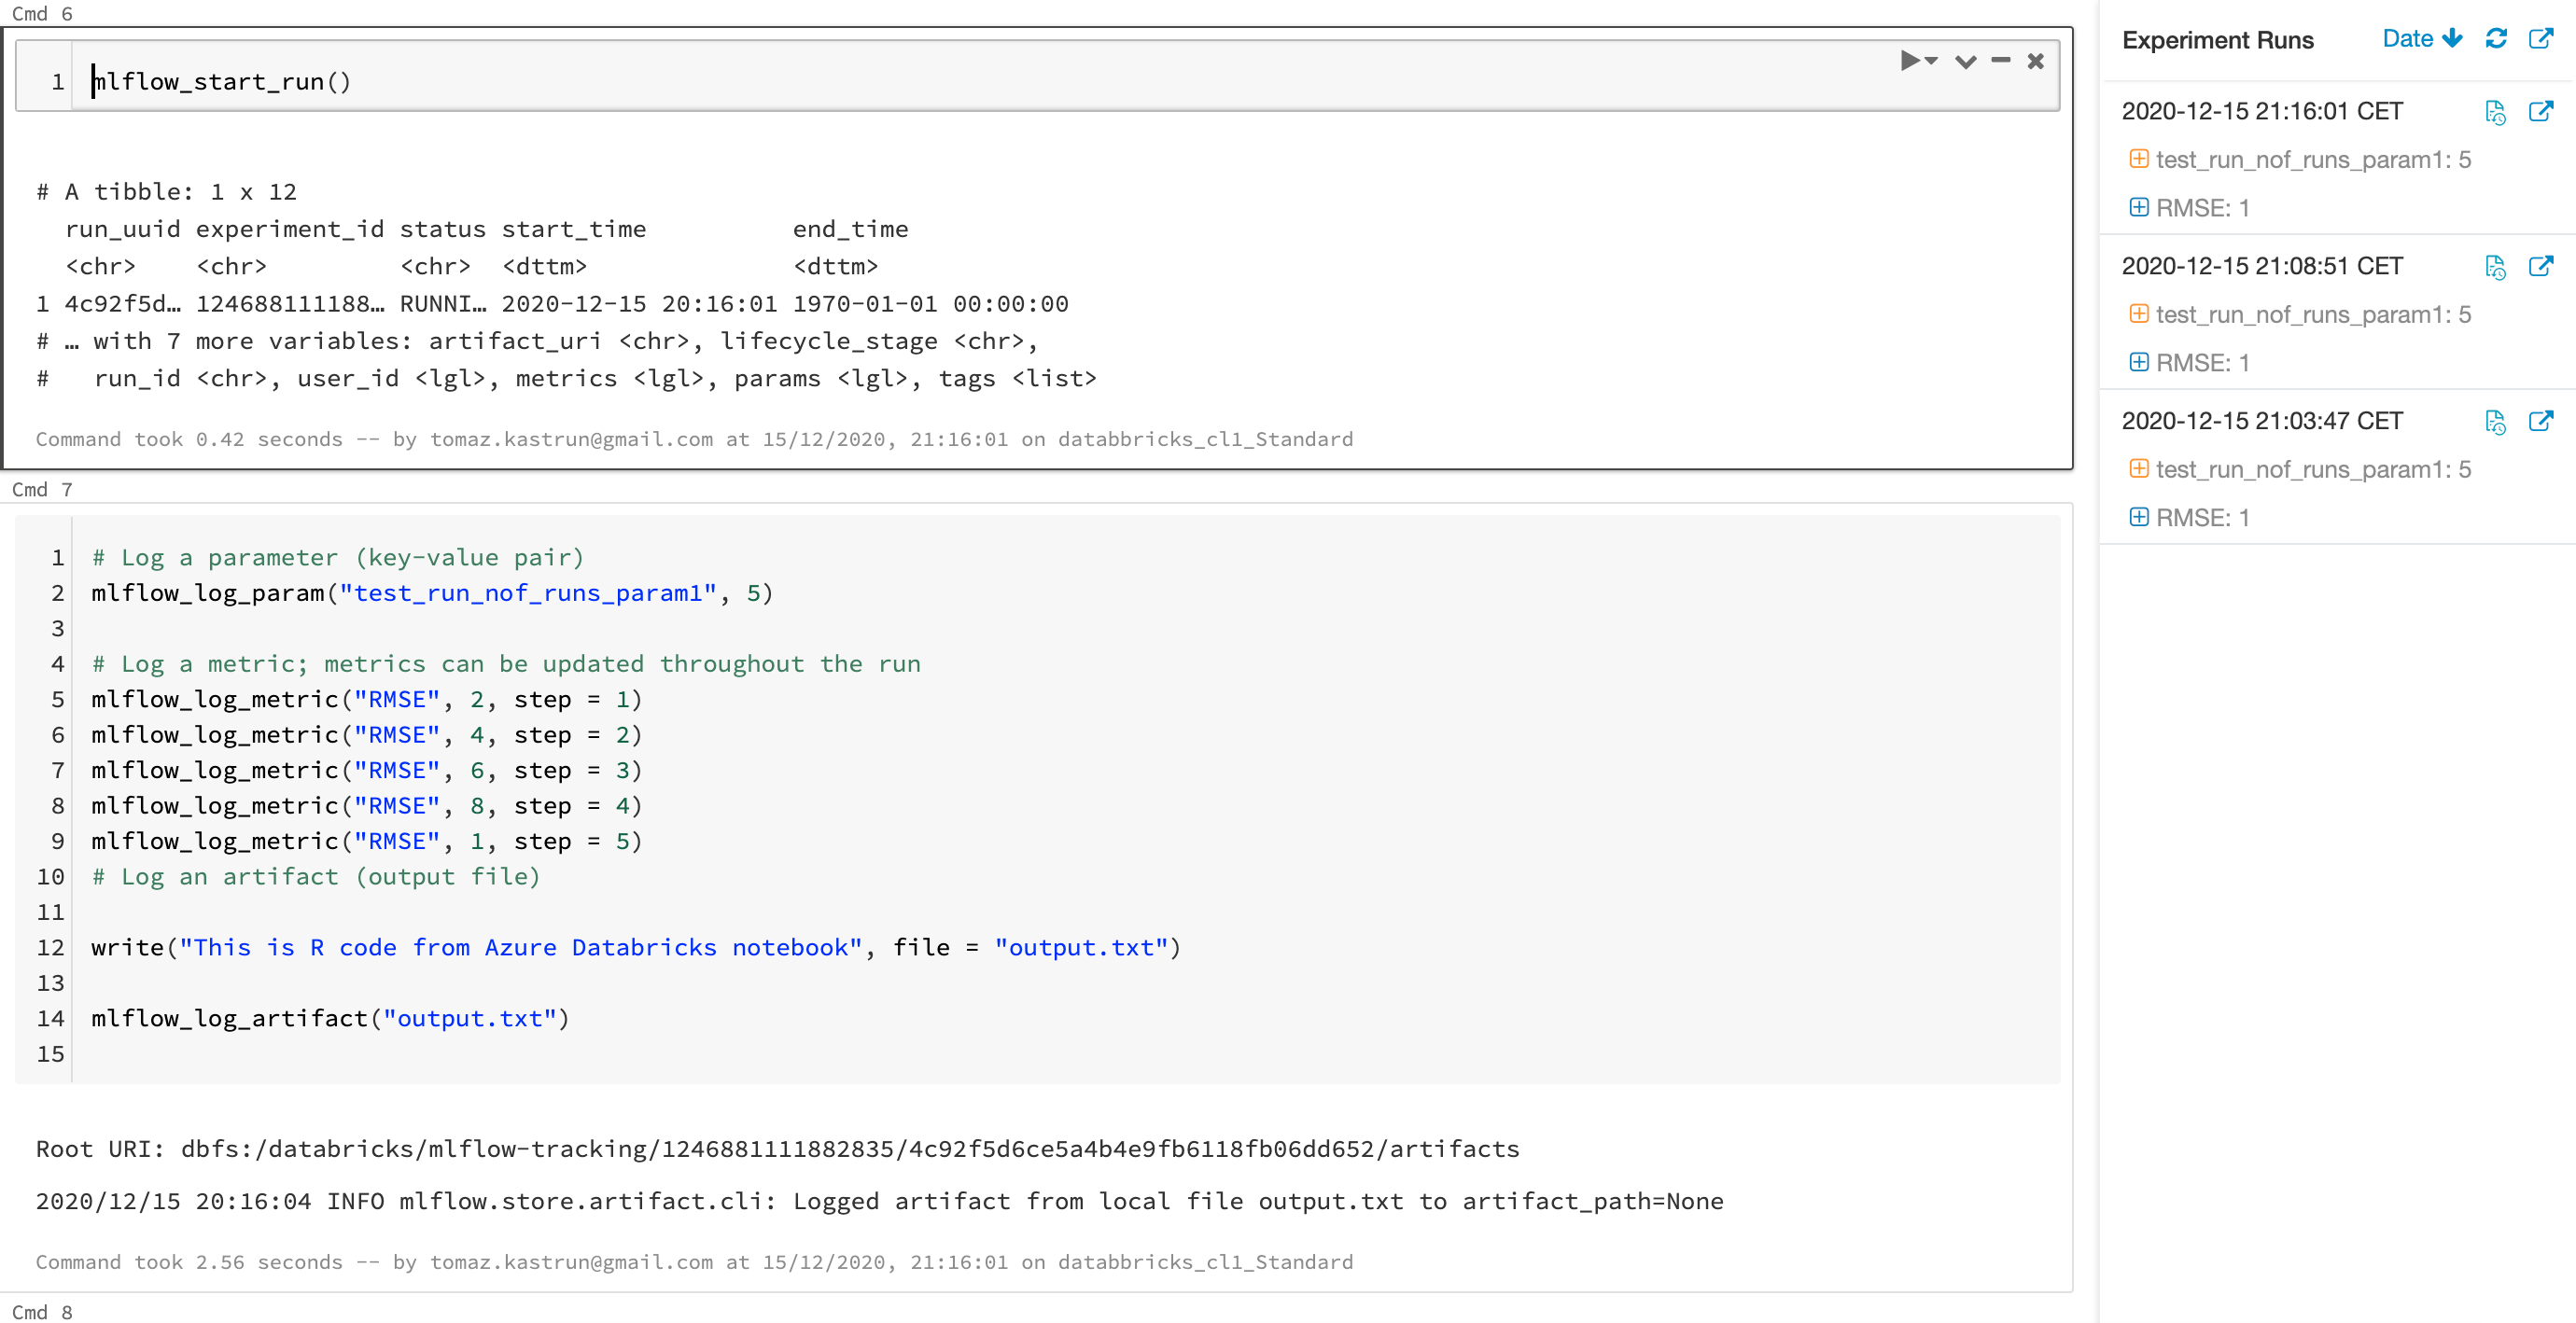 Cmd 6
1 mlflow_start_run()
# A tibble: 1 x 12
  run_uuid experiment_id status start_time          end_time
  <chr>    <chr>         <chr>  <dttm>              <dttm>
1 4c92f5d… 124688111188… RUNNI… 2020-12-15 20:16:01 1970-01-01 00:00:00
# … with 7 more variables: artifact_uri <chr>, lifecycle_stage <chr>,
#   run_id <chr>, user_id <lgl>, metrics <lgl>, params <lgl>, tags <list>
Command took 0.42 seconds -- by tomaz.kastrun@gmail.com at 15/12/2020, 21:16:01 on databbricks_cl1_Standard
Cmd 7
1 # Log a parameter (key-value pair)
2 mlflow_log_param("test_run_nof_runs_param1", 5)
3
4 # Log a metric; metrics can be updated throughout the run
5 mlflow_log_metric("RMSE", 2, step = 1)
6 mlflow_log_metric("RMSE", 4, step = 2)
7 mlflow_log_metric("RMSE", 6, step = 3)
8 mlflow_log_metric("RMSE", 8, step = 4)
9 mlflow_log_metric("RMSE", 1, step = 5)
10 # Log an artifact (output file)
11
12 write("This is R code from Azure Databricks notebook", file = "output.txt")
13
14 mlflow_log_artifact("output.txt")
15
Root URI: dbfs:/databricks/mlflow-tracking/1246881111882835/4c92f5d6ce5a4b4e9fb6118fb06dd652/artifacts
2020/12/15 20:16:04 INFO mlflow.store.artifact.cli: Logged artifact from local file output.txt to artifact_path=None
Command took 2.56 seconds -- by tomaz.kastrun@gmail.com at 15/12/2020, 21:16:01 on databbricks_cl1_Standard
Cmd 8
Experiment Runs Date
2020-12-15 21:16:01 CET
test_run_nof_runs_param1: 5
RMSE: 1
2020-12-15 21:08:51 CET
test_run_nof_runs_param1: 5
RMSE: 1
2020-12-15 21:03:47 CET
test_run_nof_runs_param1: 5
RMSE: 1